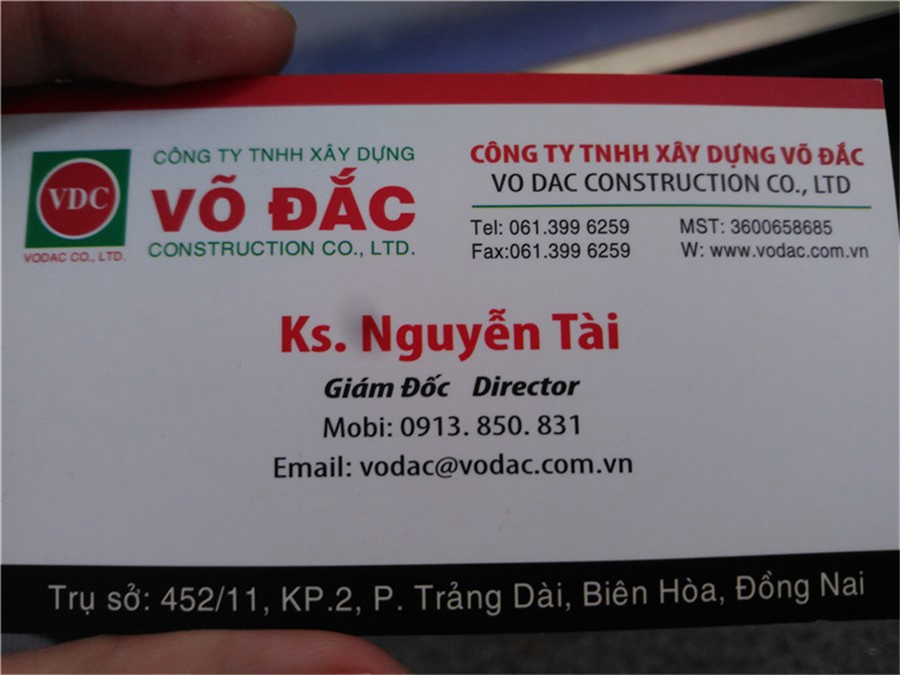 VDC
VODAC CO., LTD.
CÔNG TY TNHH XÂY DỰNG
VÕ ĐẮC
CONSTRUCTION CO., LTD.
CÔNG TY TNHH XÂY DỰNG VÕ ĐẮC
VO DAC CONSTRUCTION CO., LTD
Tel: 061.399 6259 MST: 3600658685
Fax:061.399 6259 W: www.vodac.com.vn
Ks. Nguyễn Tài
Giám Đốc Director
Mobi: 0913. 850. 831
Email: vodac@vodac.com.vn
Trụ sở: 452/11, KP.2, P. Trảng Dài, Biên Hòa, Đồng Nai